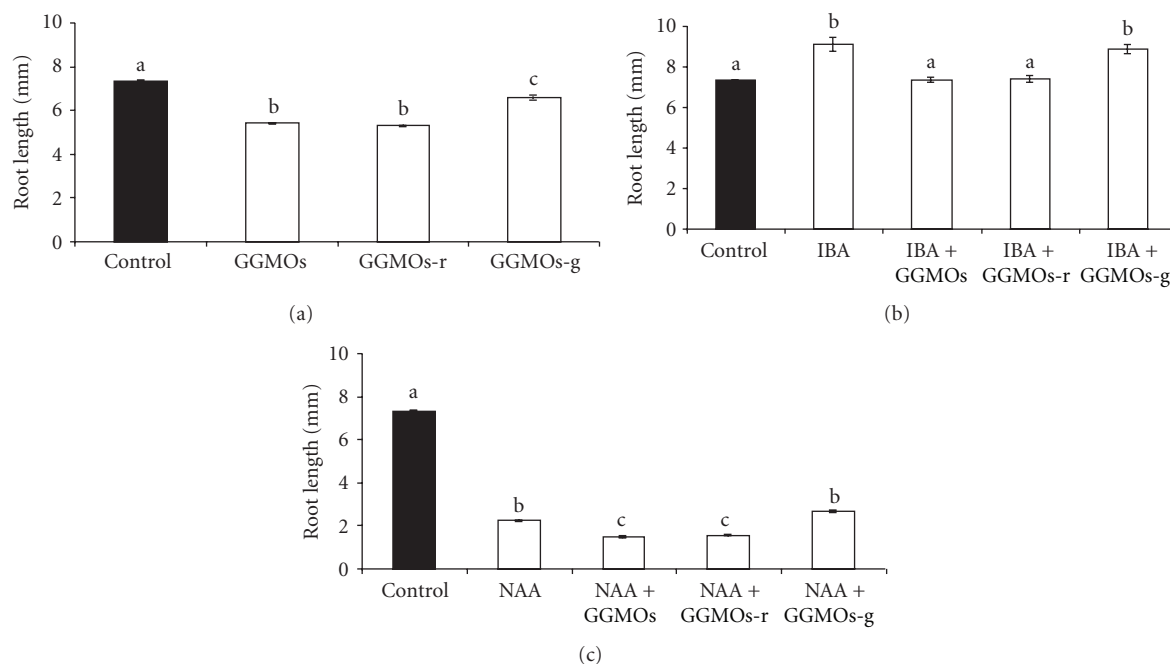 10
8
6
4
2
0
Root length (mm)
a
b
b
c
Control
GGMOs
GGMOs-r
GGMOs-g
(a)
10
8
6
4
2
0
Root length (mm)
a
b
a
a
b
Control
IBA
IBA +
GGMOs
IBA +
GGMOs-r
IBA +
GGMOs-g
(b)
10
8
6
4
2
0
Root length (mm)
a
b
c
c
b
Control
NAA
NAA +
GGMOs
NAA +
GGMOs-r
NAA +
GGMOs-g
(c)